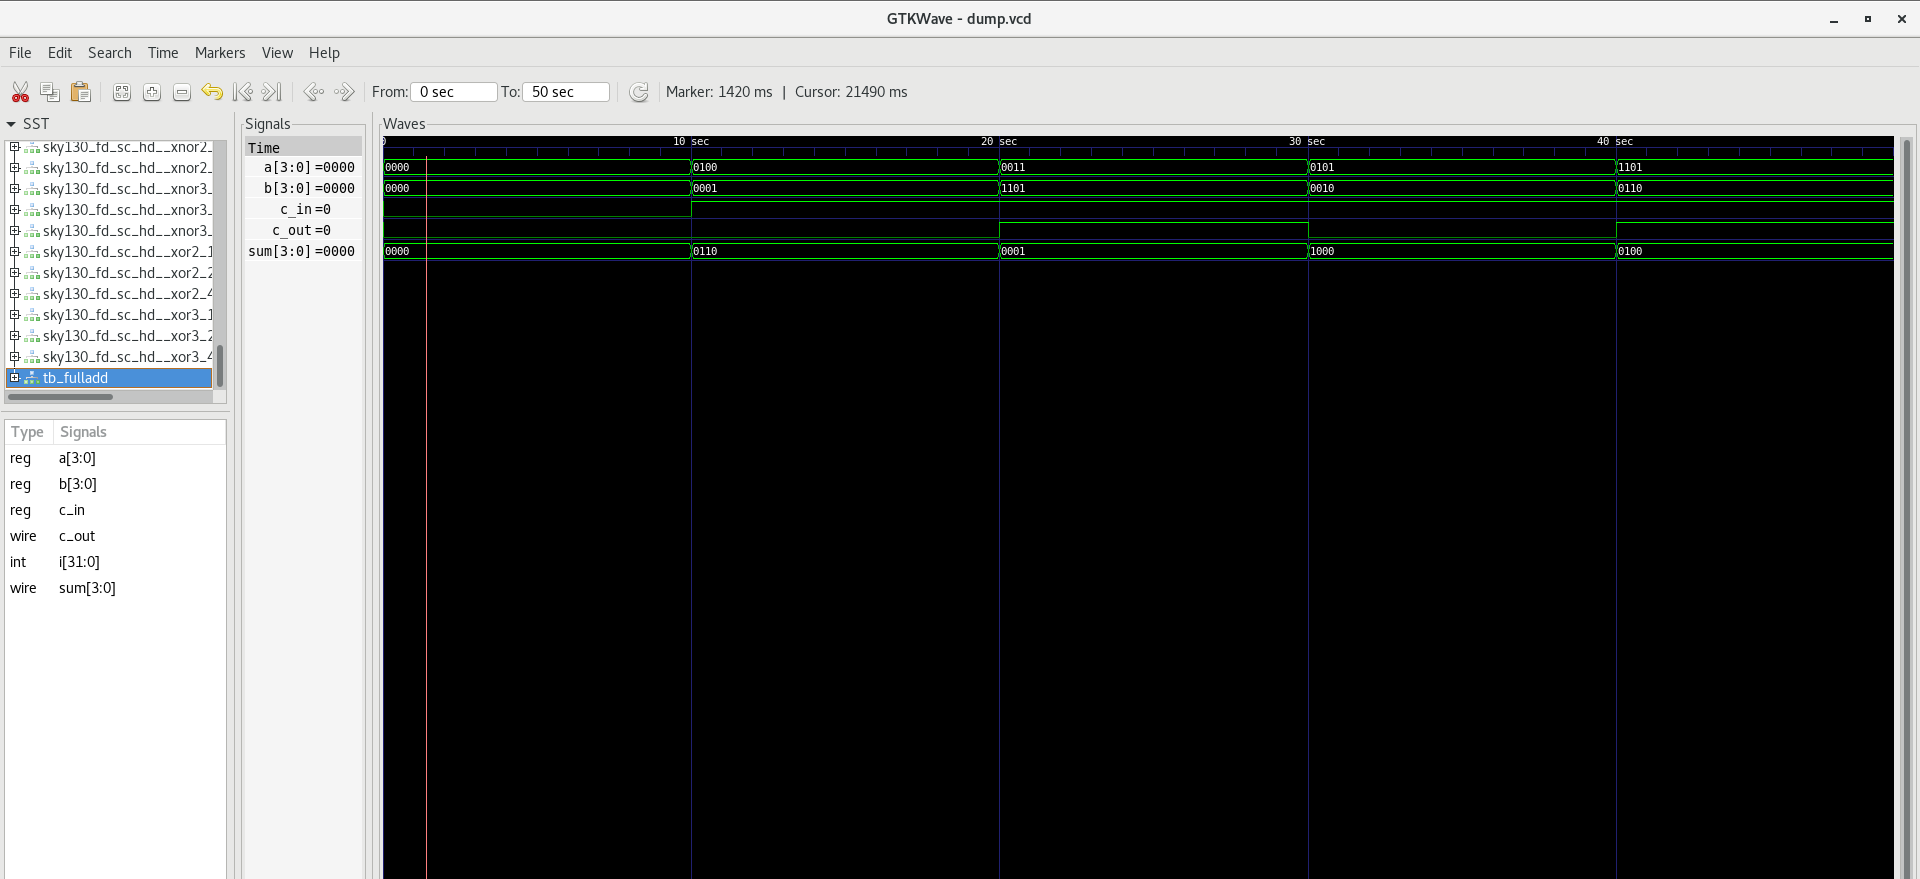 GTKWave - dump.vcd
File Edit Search Time Markers View Help
From: 0 sec To: 50 sec Marker: 1420 ms | Cursor: 21490 ms
SST
sky130_fd_sc_hd__xnor2_
sky130_fd_sc_hd__xnor2_
sky130_fd_sc_hd__xnor3_
sky130_fd_sc_hd__xnor3_
sky130_fd_sc_hd__xnor3_
sky130_fd_sc_hd__xor2_1
sky130_fd_sc_hd__xor2_2
sky130_fd_sc_hd__xor2_4
sky130_fd_sc_hd__xor3_1
sky130_fd_sc_hd__xor3_2
sky130_fd_sc_hd__xor3_4
tb_fulladd
Type Signals
reg a[3:0]
reg b[3:0]
reg c_in
wire c_out
int i[31:0]
wire sum[3:0]
Signals
Time
a[3:0]=0000
b[3:0]=0000
c_in=0
c_out=0
sum[3:0]=0000
Waves
0 10 sec 20 sec 30 sec 40 sec
0000 0100 0011 0101 1101
0000 0001 1101 0010 0110
0000 0110 0001 1000 0100